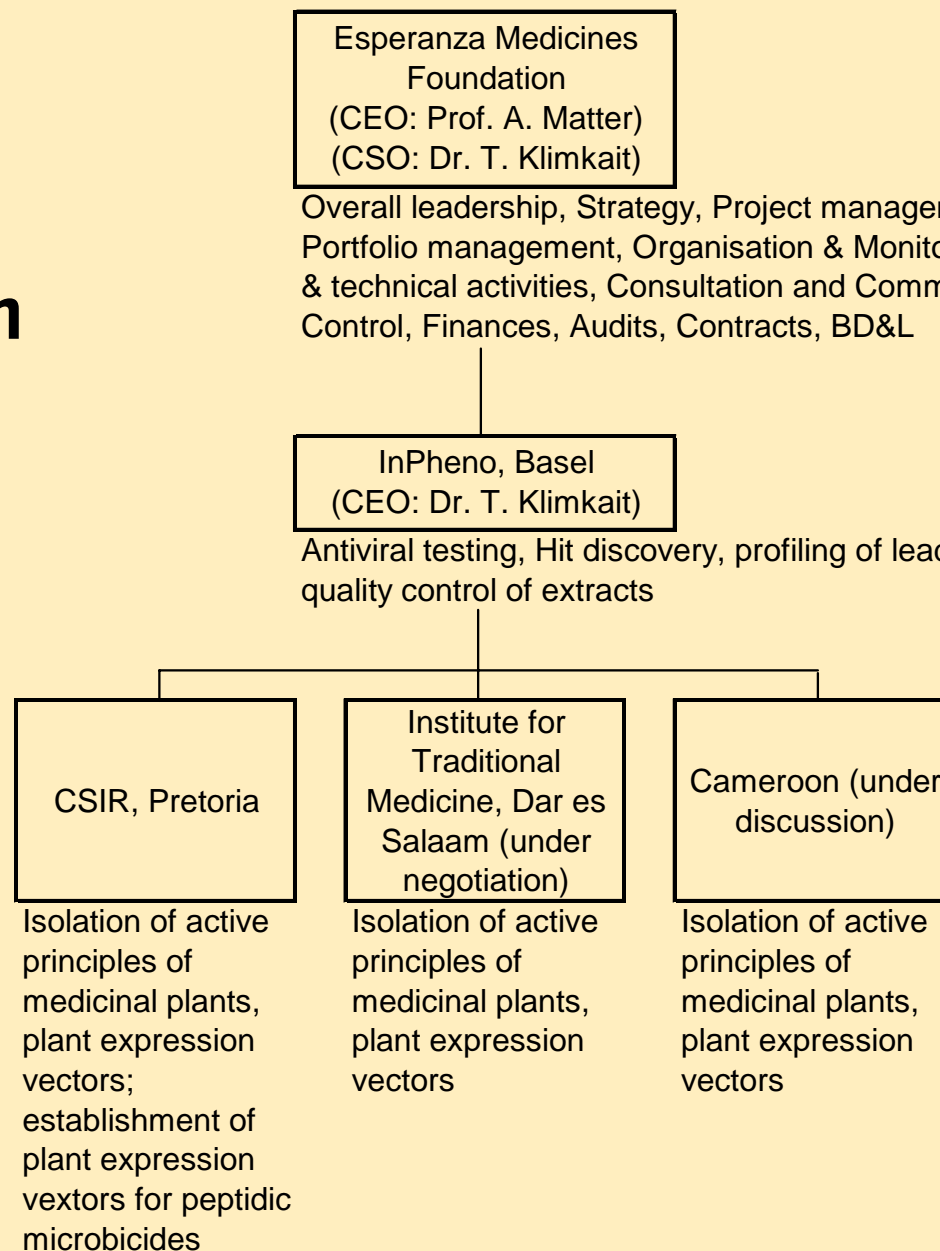 Esperanza Medicines
Foundation
(CEO: Prof. A. Matter)
(CSO: Dr. T. Klimkait)
Overall leadership, Strategy, Project
Portfolio management, Organisation &
& technical activities, Consultation and
Control, Finances, Audits, Contracts, BD&L
InPheno, Basel
(CEO: Dr. T. Klimkait)
Antiviral testing, Hit discovery, profiling of
quality control of extracts
CSIR, Pretoria
Isolation of active
principles of
medicinal plants,
plant expression
vectors;
establishment of
plant expression
vextors for peptidic
microbicides
Institute for
Traditional
Medicine, Dar es
Salaam (under
negotiation)
Isolation of active
principles of
medicinal plants,
plant expression
vectors
Cameroon (under
discussion)
Isolation of active
principles of
medicinal plants,
plant expression
vectors